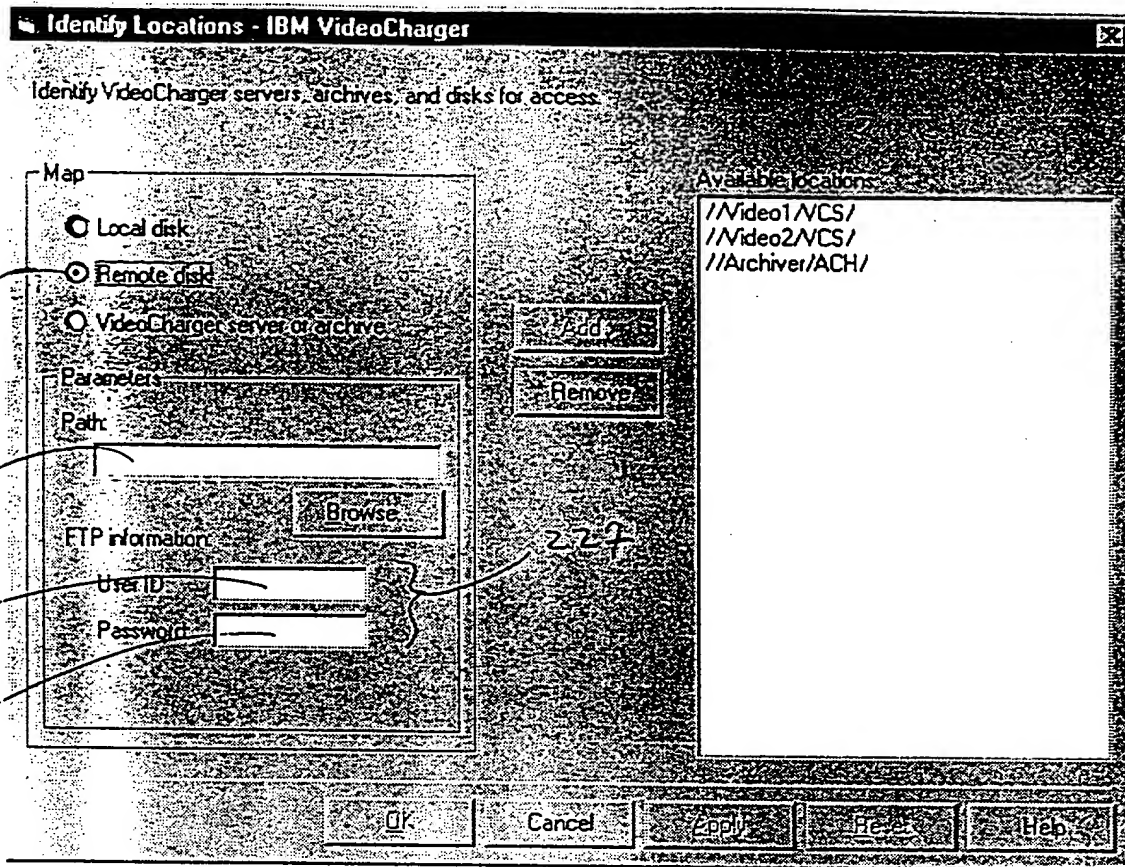 Identify Locations - IBM VideoCharger
Identify VideoCharger servers, archives, and disks for access.
Map
Local disk
Remote disk
VideoCharger server or archive
Parameters
Path:
Browse
FTP information:
User ID
Password
227
Add >
Remove
Available locations:
//Video1/VCS/
//Video2/VCS/
//Archiver/ACH/
OK
Cancel
Apply
Reset
Help